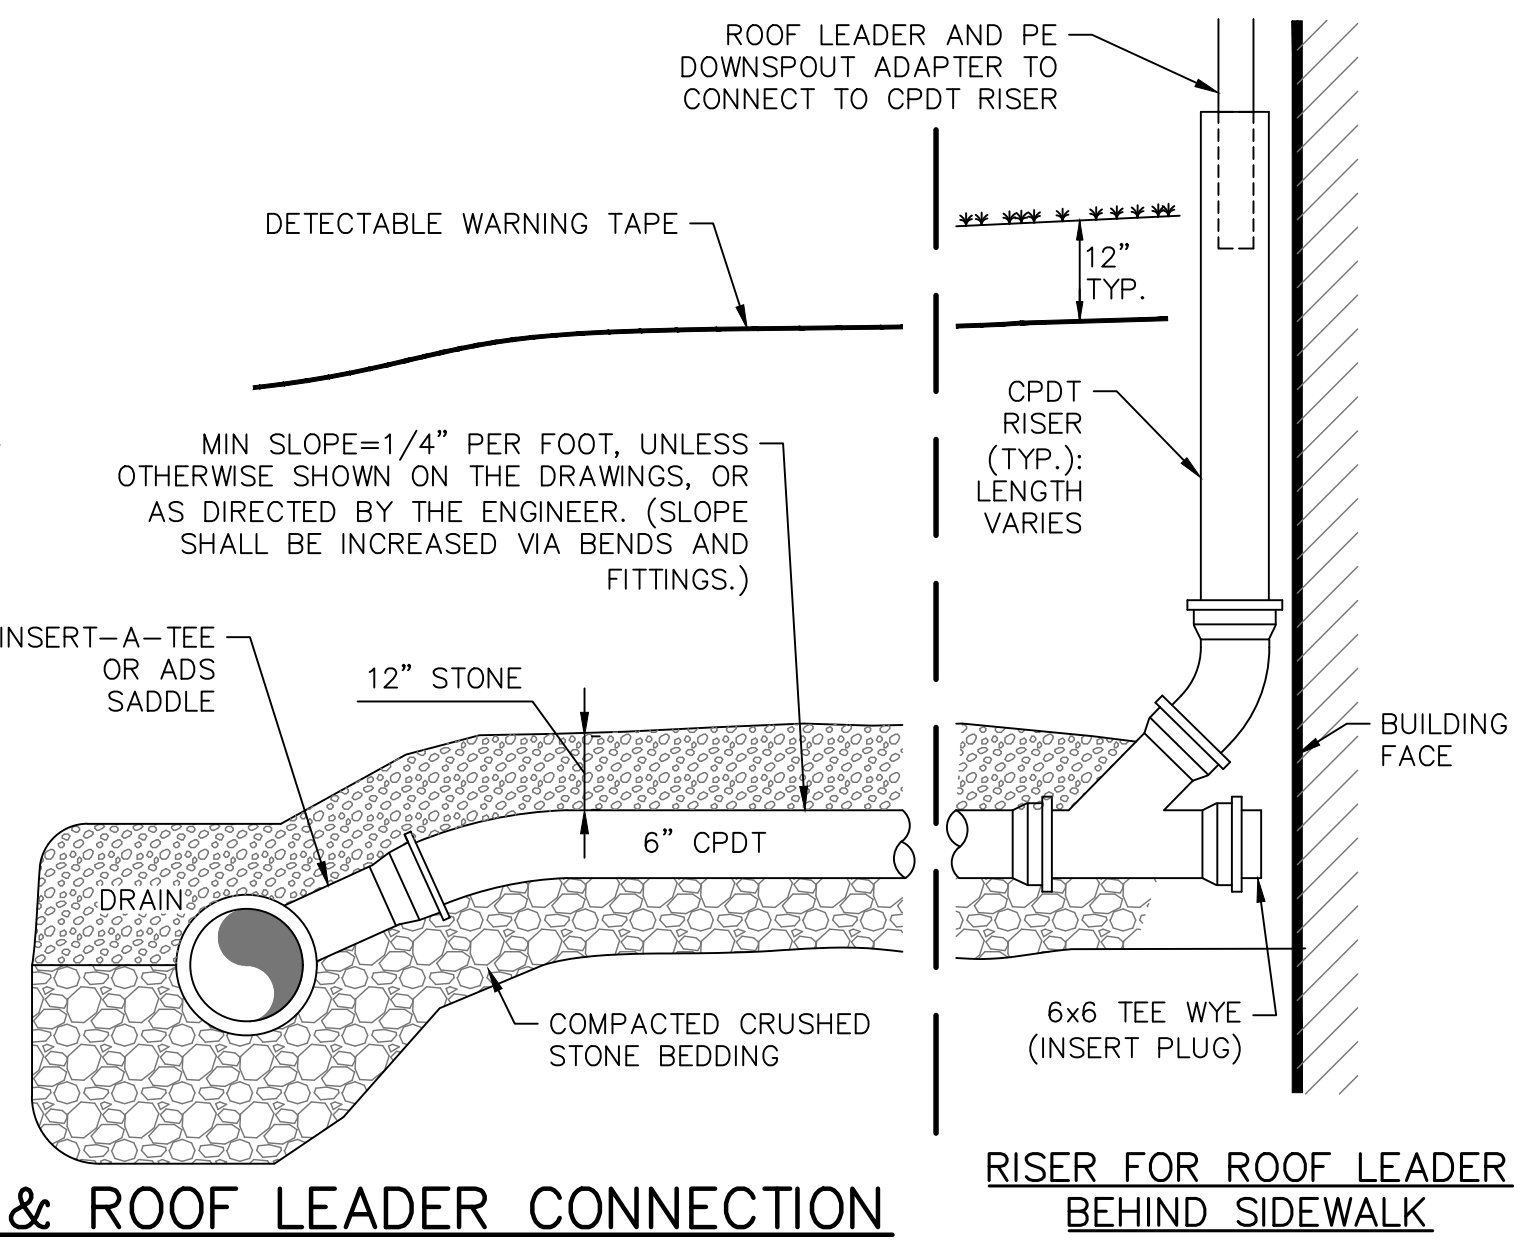 ROOF LEADER AND PE
DOWNSPOUT ADAPTER TO
CONNECT TO CPDT RISER
DETECTABLE WARNING TAPE
12"
TYP.
CPDT
RISER
(TYP.):
LENGTH
VARIES
MIN SLOPE=1/4" PER FOOT, UNLESS
OTHERWISE SHOWN ON THE DRAWINGS, OR
AS DIRECTED BY THE ENGINEER. (SLOPE
SHALL BE INCREASED VIA BENDS AND
FITTINGS.)
INSERT-A-TEE
OR ADS
SADDLE
12" STONE
BUILDING
FACE
6" CPDT
DRAIN
COMPACTED CRUSHED
STONE BEDDING
6x6 TEE WYE
(INSERT PLUG)
& ROOF LEADER CONNECTION
RISER FOR ROOF LEADER
BEHIND SIDEWALK